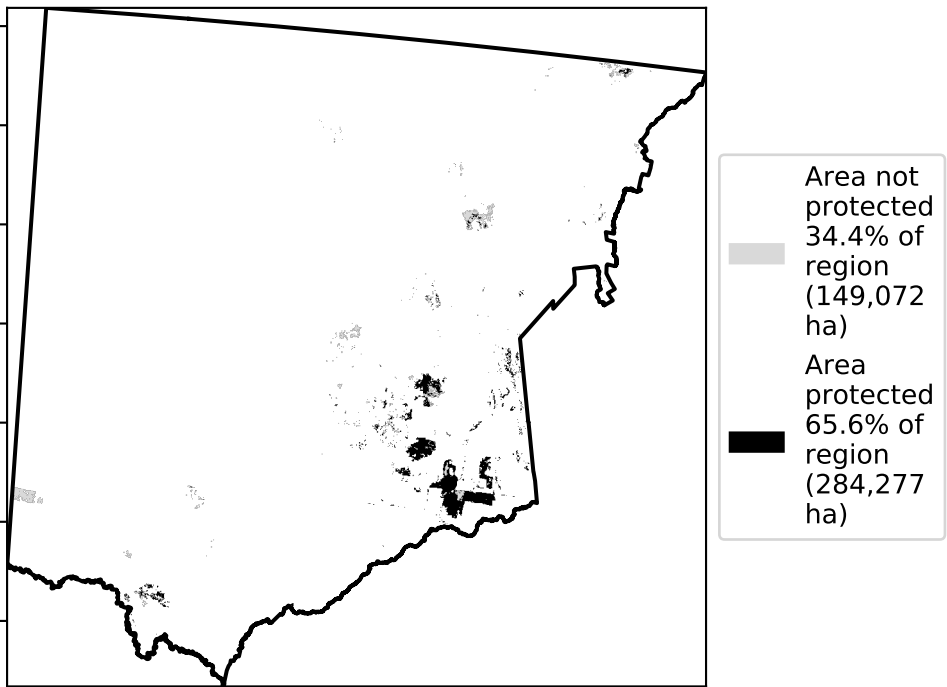 Area not
protected
34.4% of
region
(149,072
ha)
Area
protected
65.6% of
region
(284,277
ha)